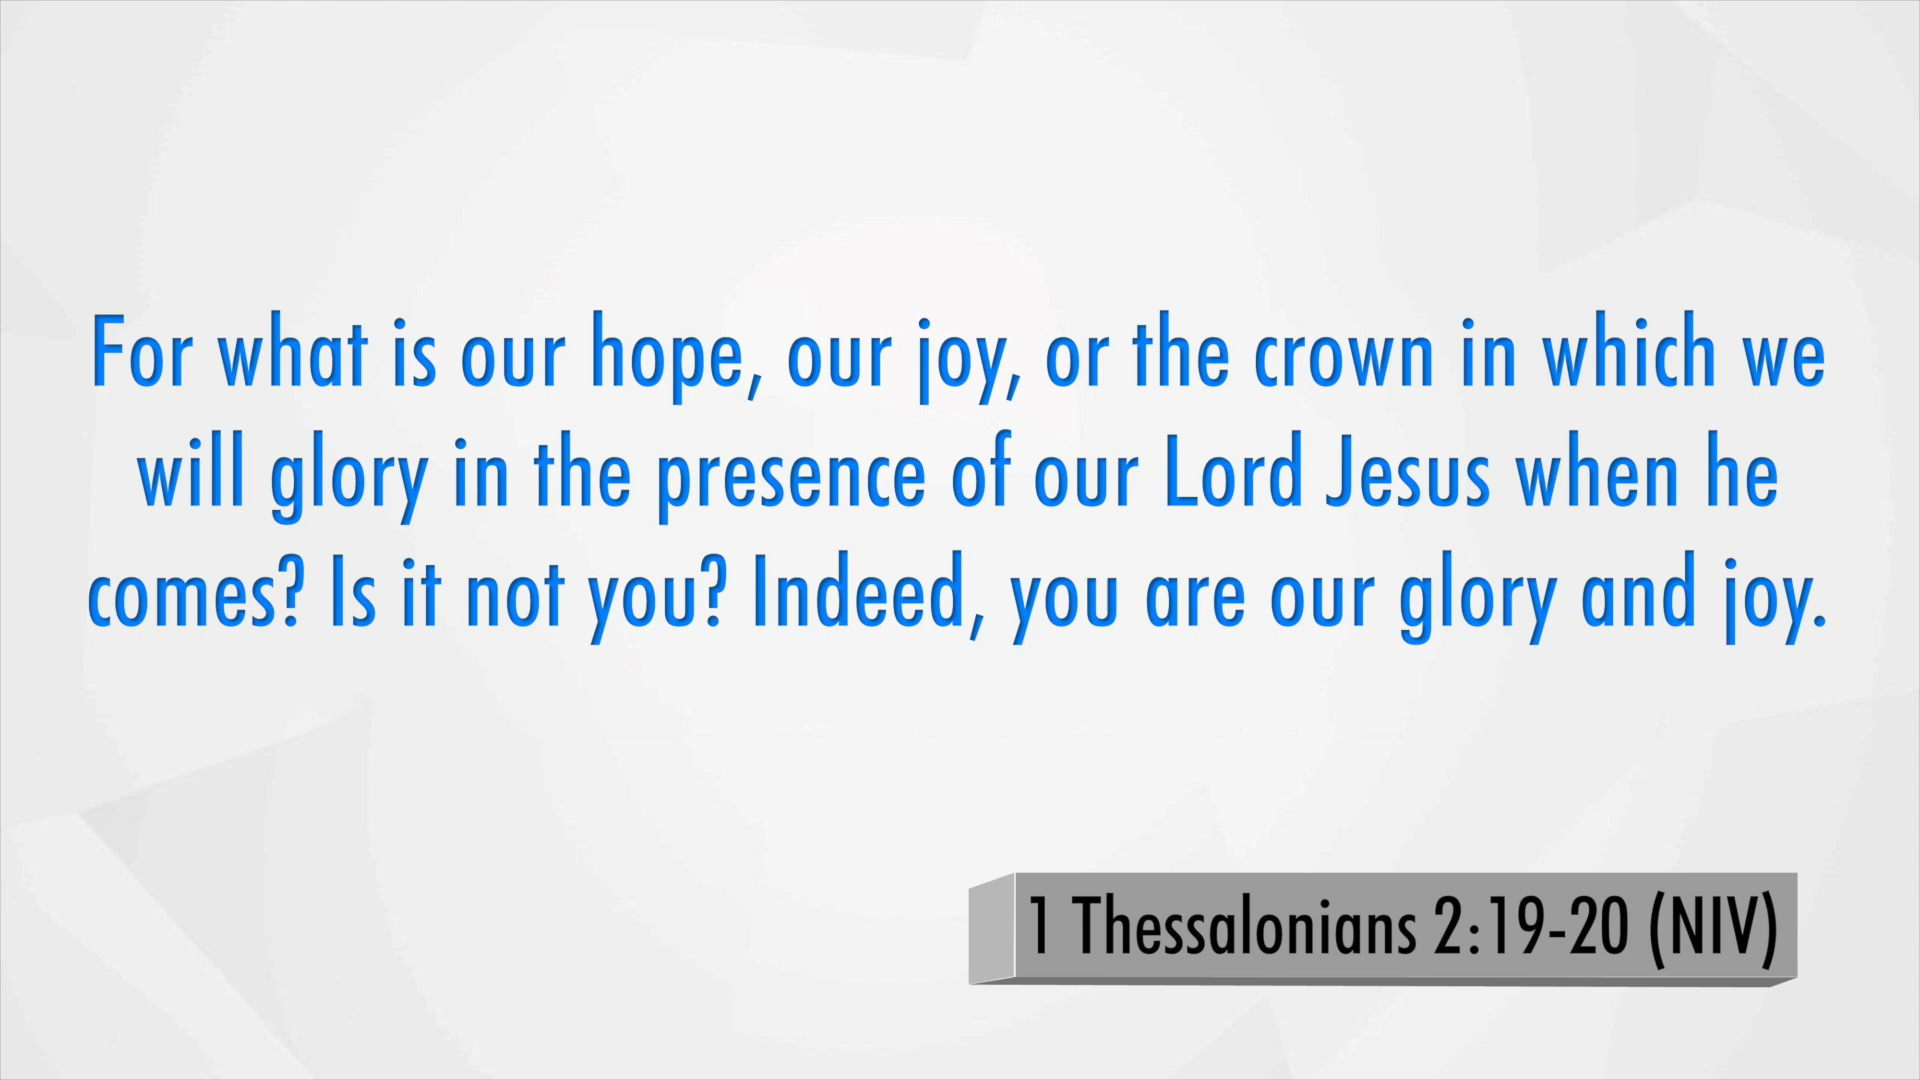 For what is our hope, our joy, or the crown in which we
will glory in the presence of our Lord Jesus when he
comes? Is it not you? Indeed, you are our glory and joy.
1 Thessalonians 2:19-20 (NIV)